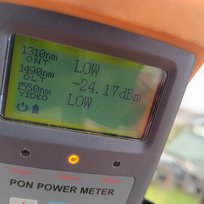 1310nm LOW
ONT
1490nm -24.17dBm
OLT
1550nm LOW
VIDEO
PON POWER METER